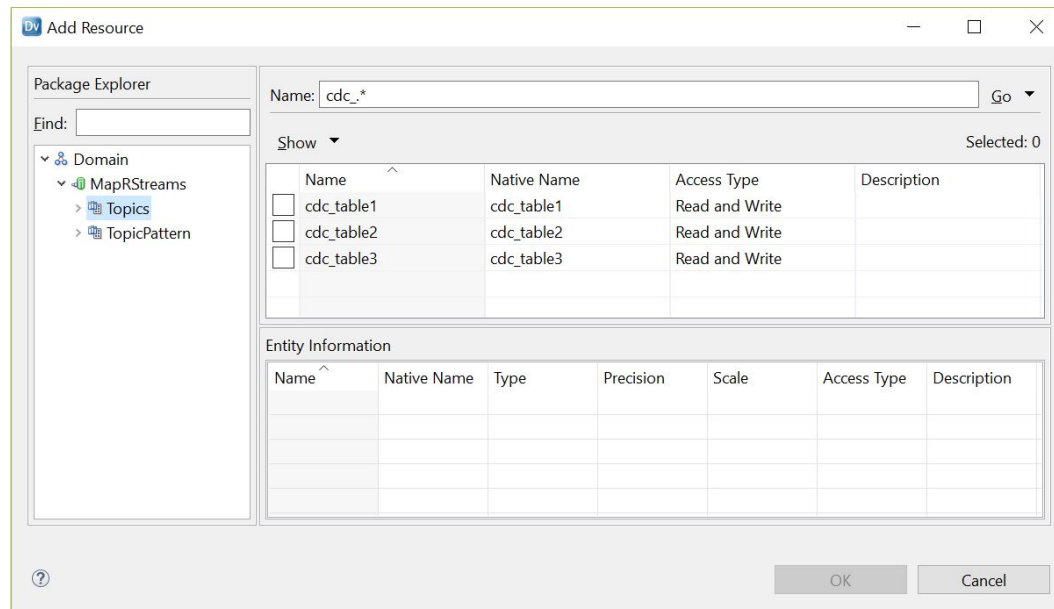 Dv Add Resource
Package Explorer
Find:
Domain
MapRStreams
Topics
TopicPattern
Name: cdc_.* Go
Show Selected: 0
Name Native Name Access Type Description
cdc_table1 cdc_table1 Read and Write
cdc_table2 cdc_table2 Read and Write
cdc_table3 cdc_table3 Read and Write
Entity Information
Name Native Name Type Precision Scale Access Type Description
?
OK Cancel